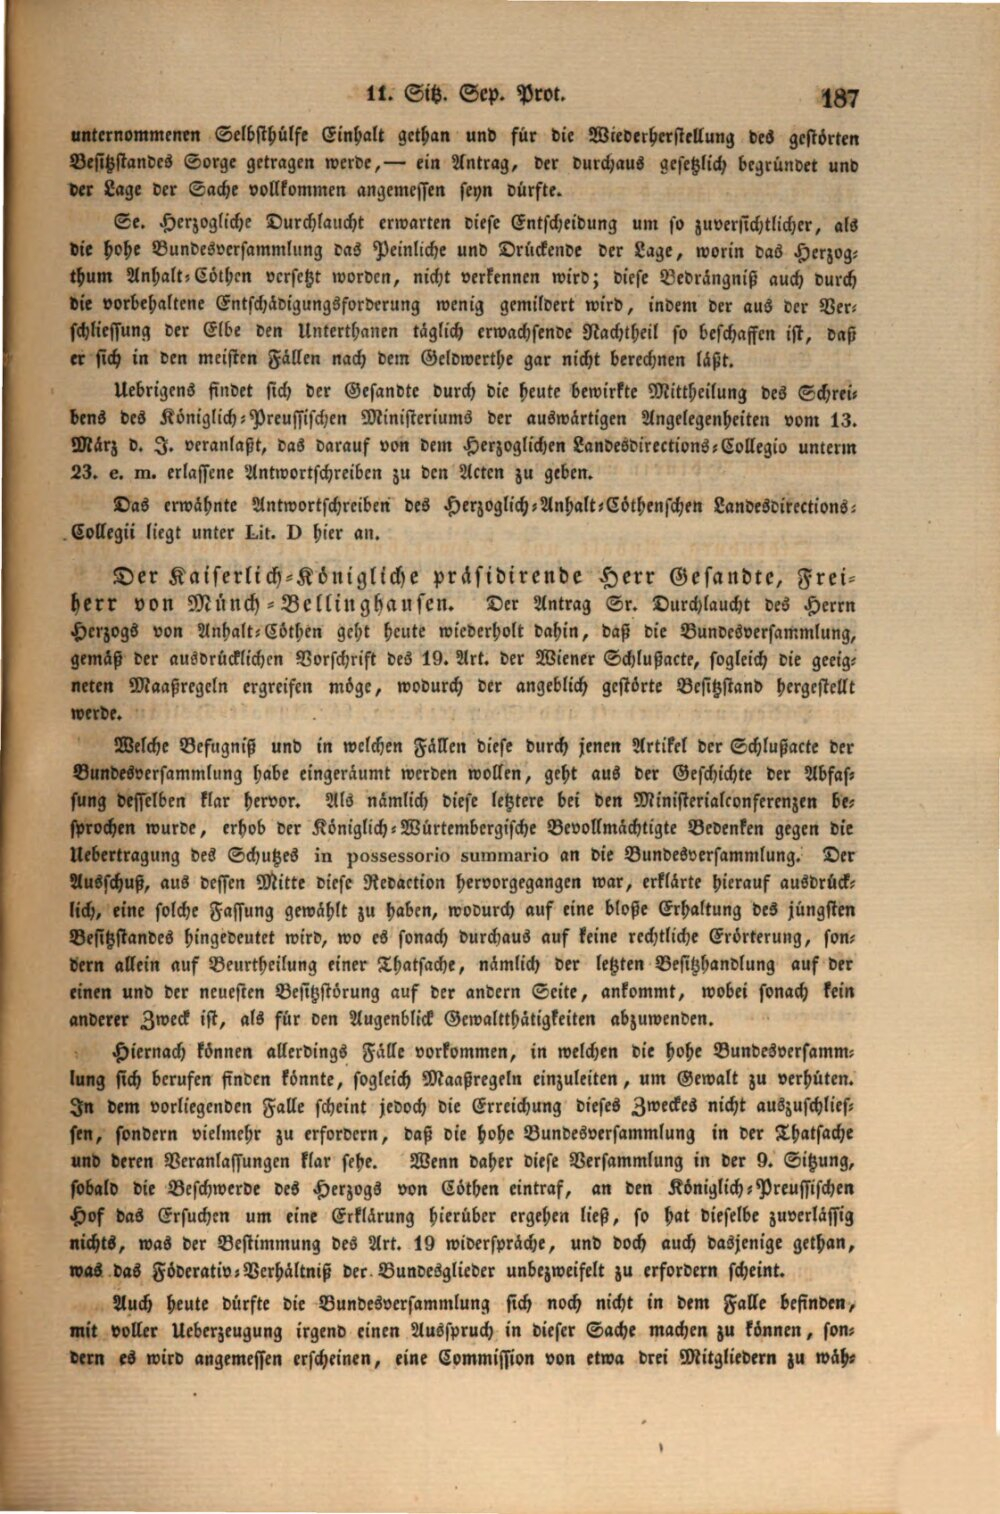 11. Sitz. Sep. Prot. 187
unternommenen Selbsthülfe Einhalt gethan und für die Wiederherstellung des gestörten
Besitzstandes Sorge getragen werde, — ein Antrag, der durchaus gesetzlich begründet und
der Lage der Sache vollkommen angemessen seyn dürfte.
Se. Herzogliche Durchlaucht erwarten diese Entscheidung um so zuversichtlicher, als
die hohe Bundesversammlung das Peinliche und Drückende der Lage, worin das Herzog-
thum Anhalt-Cöthen versetzt worden, nicht verkennen wird; diese Bedrängniß auch durch
die vorbehaltene Entschädigungsforderung wenig gemildert wird, indem der aus der Ver-
schliessung der Elbe den Unterthanen täglich erwachsende Nachtheil so beschaffen ist, daß
er sich in den meisten Fällen nach dem Geldwerthe gar nicht berechnen läßt.
Uebrigens findet sich der Gesandte durch die heute bewirkte Mittheilung des Schrei-
bens des Königlich-Preussischen Ministeriums der auswärtigen Angelegenheiten vom 13.
März d. J. veranlaßt, das darauf von dem Herzoglichen Landesdirections-Collegio unterm
23. e. m. erlassene Antwortschreiben zu den Acten zu geben.
Das erwähnte Antwortschreiben des Herzoglich-Anhalt-Cöthenschen Landesdirections-
Collegii liegt unter Lit. D hier an.
Der Kaiserlich-Königliche präsidirende Herr Gesandte, Frei-
herr von Münch-Bellinghausen. Der Antrag Sr. Durchlaucht des Herrn
Herzogs von Anhalt-Cöthen geht heute wiederholt dahin, daß die Bundesversammlung,
gemäß der ausdrücklichen Vorschrift des 19. Art. der Wiener Schlußacte, sogleich die geeig-
neten Maaßregeln ergreifen möge, wodurch der angeblich gestörte Besitzstand hergestellt
werde.
Welche Befugniß und in welchen Fällen diese durch jenen Artikel der Schlußacte der
Bundesversammlung habe eingeräumt werden wollen, geht aus der Geschichte der Abfas-
sung desselben klar hervor. Als nämlich diese letztere bei den Ministerialconferenzen be-
sprochen wurde, erhob der Königlich-Würtembergische Bevollmächtigte Bedenken gegen die
Uebertragung des Schutzes in possessorio summario an die Bundesversammlung. Der
Ausschuß, aus dessen Mitte diese Redaction hervorgegangen war, erklärte hierauf ausdrück-
lich, eine solche Fassung gewählt zu haben, wodurch auf eine bloße Erhaltung des jüngsten
Besitzstandes hingedeutet wird, wo es sonach durchaus auf keine rechtliche Erörterung, son-
dern allein auf Beurtheilung einer Thatsache, nämlich der letzten Besitzhandlung auf der
einen und der neuesten Besitzstörung auf der andern Seite, ankommt, wobei sonach kein
anderer Zweck ist, als für den Augenblick Gewaltthätigkeiten abzuwenden.
Hiernach können allerdings Fälle vorkommen, in welchen die hohe Bundesversamm-
lung sich berufen finden könnte, sogleich Maaßregeln einzuleiten, um Gewalt zu verhüten.
In dem vorliegenden Falle scheint jedoch die Erreichung dieses Zweckes nicht auszuschlies-
sen, sondern vielmehr zu erfordern, daß die hohe Bundesversammlung in der Thatsache
und deren Veranlassungen klar sehe. Wenn daher diese Versammlung in der 9. Sitzung,
sobald die Beschwerde des Herzogs von Cöthen eintraf, an den Königlich-Preussischen
Hof das Ersuchen um eine Erklärung hierüber ergehen ließ, so hat dieselbe zuverlässig
nichts, was der Bestimmung des Art. 19 widerspräche, und doch auch dasjenige gethan,
was das Föderativ-Verhältniß der Bundesglieder unbezweifelt zu erfordern scheint.
Auch heute dürfte die Bundesversammlung sich noch nicht in dem Falle befinden,
mit voller Ueberzeugung irgend einen Ausspruch in dieser Sache machen zu können, son-
dern es wird angemessen erscheinen, eine Commission von etwa drei Mitgliedern zu wäh-